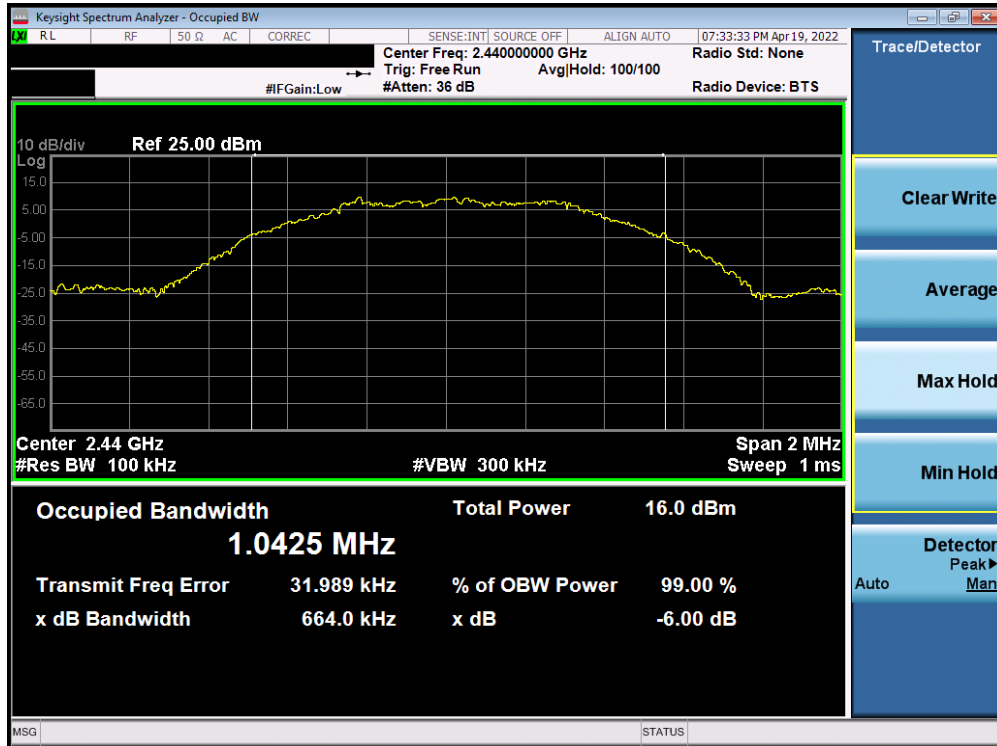 Keysight Spectrum Analyzer - Occupied BW
LXI RL RF 50 Ω AC CORREC SENSE:INT SOURCE OFF ALIGN AUTO 07:33:33 PM Apr 19, 2022
Center Freq: 2.440000000 GHz Radio Std: None
Trig: Free Run Avg|Hold: 100/100
#IFGain:Low #Atten: 36 dB Radio Device: BTS
10 dB/div Ref 25.00 dBm
Log
15.0
5.00
-5.00
-15.0
-25.0
-35.0
-45.0
-55.0
-65.0
Center 2.44 GHz Span 2 MHz
#Res BW 100 kHz #VBW 300 kHz Sweep 1 ms
Occupied Bandwidth Total Power 16.0 dBm
1.0425 MHz
Transmit Freq Error 31.989 kHz % of OBW Power 99.00 %
x dB Bandwidth 664.0 kHz x dB -6.00 dB
MSG STATUS
Trace/Detector
Clear Write
Average
Max Hold
Min Hold
Detector
Peak▶
Auto Man